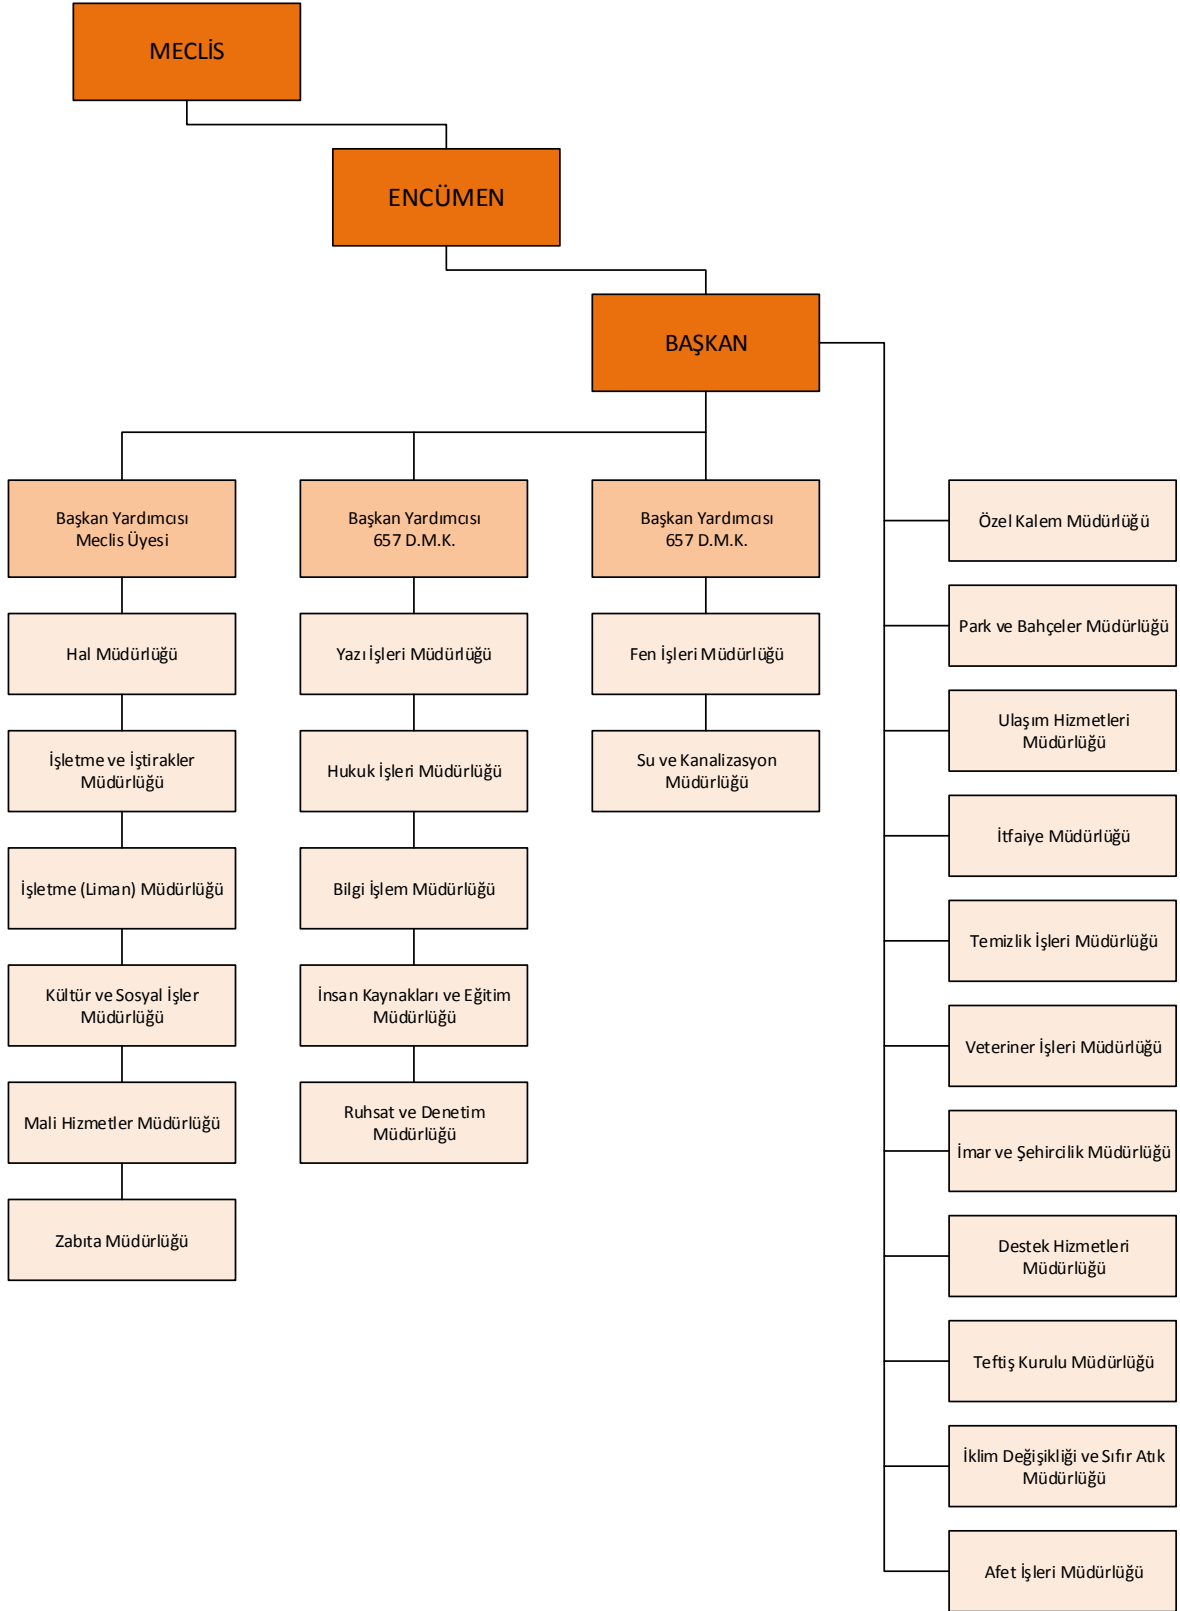 MECLİS
ENCÜMEN
BAŞKAN
Başkan Yardımcısı
Meclis Üyesi
Hal Müdürlüğü
İşletme ve İştirakler
Müdürlüğü
İşletme (Liman) Müdürlüğü
Kültür ve Sosyal İşler
Müdürlüğü
Mali Hizmetler Müdürlüğü
Zabıta Müdürlüğü
Başkan Yardımcısı
657 D.M.K.
Yazı İşleri Müdürlüğü
Hukuk İşleri Müdürlüğü
Bilgi İşlem Müdürlüğü
İnsan Kaynakları ve Eğitim
Müdürlüğü
Ruhsat ve Denetim
Müdürlüğü
Başkan Yardımcısı
657 D.M.K.
Fen İşleri Müdürlüğü
Su ve Kanalizasyon
Müdürlüğü
Özel Kalem Müdürlüğü
Park ve Bahçeler Müdürlüğü
Ulaşım Hizmetleri
Müdürlüğü
İtfaiye Müdürlüğü
Temizlik İşleri Müdürlüğü
Veteriner İşleri Müdürlüğü
İmar ve Şehircilik Müdürlüğü
Destek Hizmetleri
Müdürlüğü
Teftiş Kurulu Müdürlüğü
İklim Değişikliği ve Sıfır Atık
Müdürlüğü
Afet İşleri Müdürlüğü